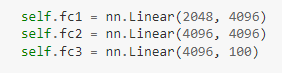 self.fc1 = nn.Linear(2048, 4096)
self.fc2 = nn.Linear(4096, 4096)
self.fc3 = nn.Linear(4096, 100)